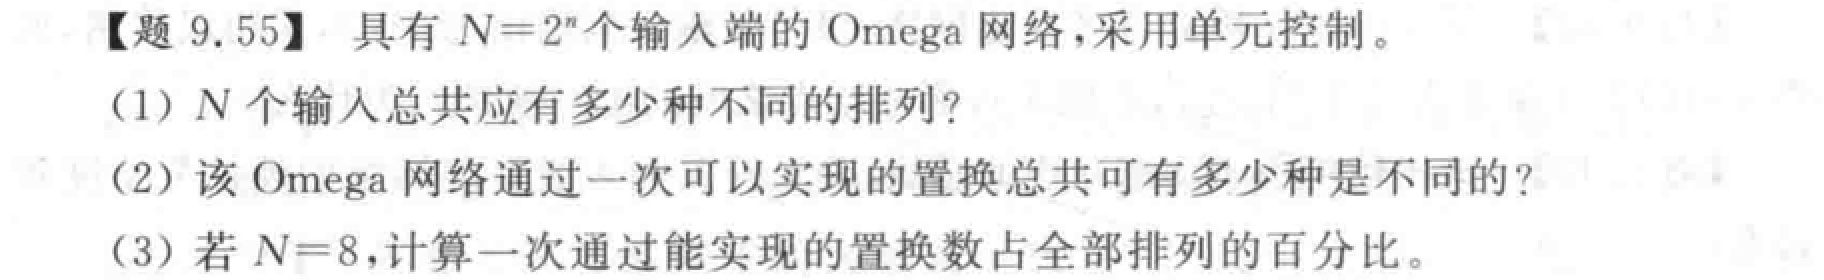 【题 9.55】 具有 N=2ⁿ个输入端的 Omega 网络,采用单元控制。
(1) N 个输入总共应有多少种不同的排列?
(2) 该 Omega 网络通过一次可以实现的置换总共可有多少种是不同的?
(3) 若 N=8,计算一次通过能实现的置换数占全部排列的百分比。